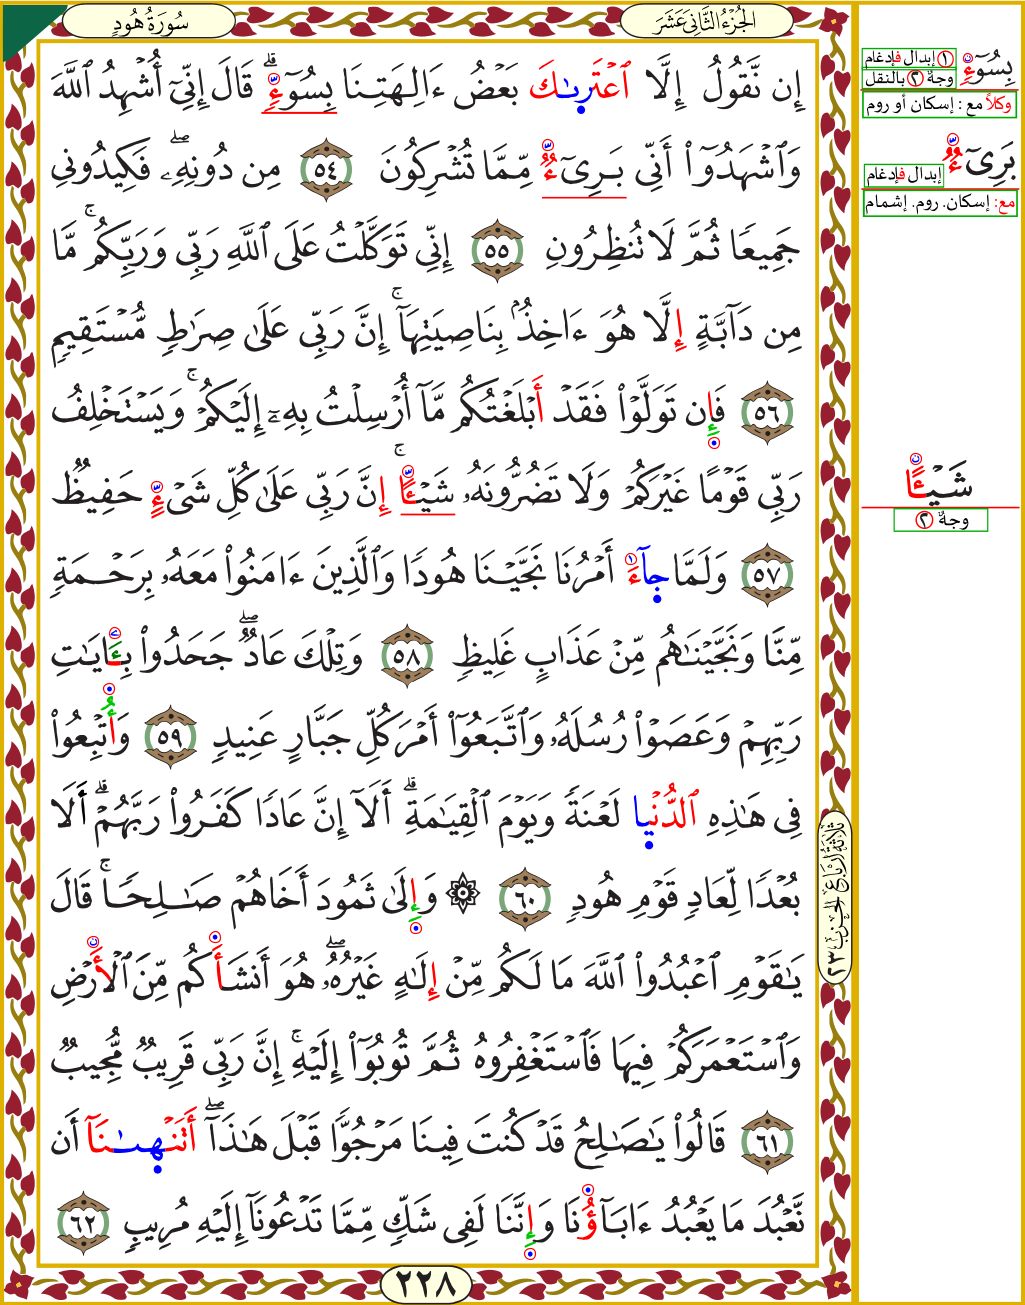 سُورَةُ هُودٍ
الجُزْءُ الثَّانِيَ عَشَرَ
إِن نَّقُولُ إِلَّا ٱعْتَرَىٰكَ بَعْضُ ءَالِهَتِنَا بِسُوٓءٍ ۗ قَالَ إِنِّىٓ أُشْهِدُ ٱللَّهَ
وَٱشْهَدُوٓا۟ أَنِّى بَرِىٓءٌ مِّمَّا تُشْرِكُونَ ٥٤ مِن دُونِهِۦ ۖ فَكِيدُونِى
جَمِيعًا ثُمَّ لَا تُنظِرُونِ ٥٥ إِنِّى تَوَكَّلْتُ عَلَى ٱللَّهِ رَبِّى وَرَبِّكُم ۚ مَّا
مِن دَآبَّةٍ إِلَّا هُوَ ءَاخِذٌۢ بِنَاصِيَتِهَآ ۚ إِنَّ رَبِّى عَلَىٰ صِرَٰطٍ مُّسْتَقِيمٍ
٥٦ فَإِن تَوَلَّوْا۟ فَقَدْ أَبْلَغْتُكُم مَّآ أُرْسِلْتُ بِهِۦٓ إِلَيْكُمْ ۚ وَيَسْتَخْلِفُ
رَبِّى قَوْمًا غَيْرَكُمْ وَلَا تَضُرُّونَهُۥ شَيْـًٔا ۚ إِنَّ رَبِّى عَلَىٰ كُلِّ شَىْءٍ حَفِيظٌ
٥٧ وَلَمَّا جَآءَ أَمْرُنَا نَجَّيْنَا هُودًا وَٱلَّذِينَ ءَامَنُوا۟ مَعَهُۥ بِرَحْمَةٍ
مِّنَّا وَنَجَّيْنَٰهُم مِّنْ عَذَابٍ غَلِيظٍ ٥٨ وَتِلْكَ عَادٌ ۖ جَحَدُوا۟ بِـَٔايَٰتِ
رَبِّهِمْ وَعَصَوْا۟ رُسُلَهُۥ وَٱتَّبَعُوٓا۟ أَمْرَ كُلِّ جَبَّارٍ عَنِيدٍ ٥٩ وَأُتْبِعُوا۟
فِى هَٰذِهِ ٱلدُّنْيَا لَعْنَةً وَيَوْمَ ٱلْقِيَٰمَةِ ۗ أَلَآ إِنَّ عَادًا كَفَرُوا۟ رَبَّهُمْ ۗ أَلَا
بُعْدًا لِّعَادٍ قَوْمِ هُودٍ ٦٠ ۞ وَإِلَىٰ ثَمُودَ أَخَاهُمْ صَٰلِحًا ۚ قَالَ
يَٰقَوْمِ ٱعْبُدُوا۟ ٱللَّهَ مَا لَكُم مِّنْ إِلَٰهٍ غَيْرُهُۥ ۖ هُوَ أَنشَأَكُم مِّنَ ٱلْأَرْضِ
وَٱسْتَعْمَرَكُمْ فِيهَا فَٱسْتَغْفِرُوهُ ثُمَّ تُوبُوٓا۟ إِلَيْهِ ۚ إِنَّ رَبِّى قَرِيبٌ مُّجِيبٌ
٦١ قَالُوا۟ يَٰصَٰلِحُ قَدْ كُنتَ فِينَا مَرْجُوًّا قَبْلَ هَٰذَآ ۖ أَتَنْهَىٰنَآ أَن
نَّعْبُدَ مَا يَعْبُدُ ءَابَآؤُنَا وَإِنَّنَا لَفِى شَكٍّ مِّمَّا تَدْعُونَآ إِلَيْهِ مُرِيبٍ ٦٢
٢٢٨
ثلاثة أرباع الحزب ٢٣
بِسُوٓءٍ ١ إبدال فإدغام
وجهٌ ٢ بالنقل
وكلاً مع : إسكان أو روم
بَرِىٓءٌ إبدال فإدغام
مع: إسكان. روم. إشمام
شَيْـًٔا
وجهٌ ٢